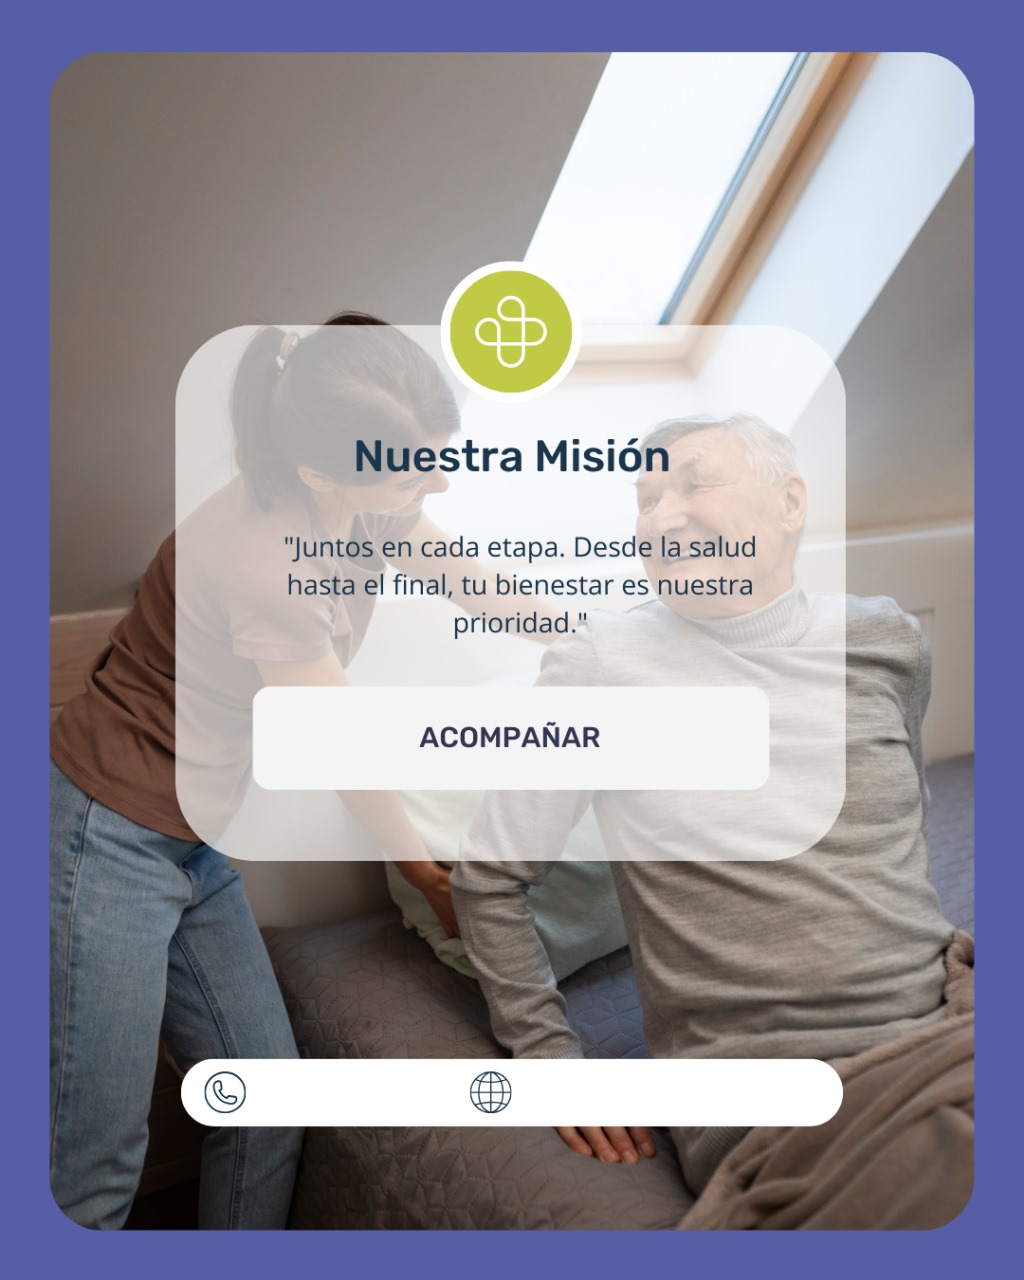 Nuestra Misión
"Juntos en cada etapa. Desde la salud
hasta el final, tu bienestar es nuestra
prioridad."
ACOMPAÑAR